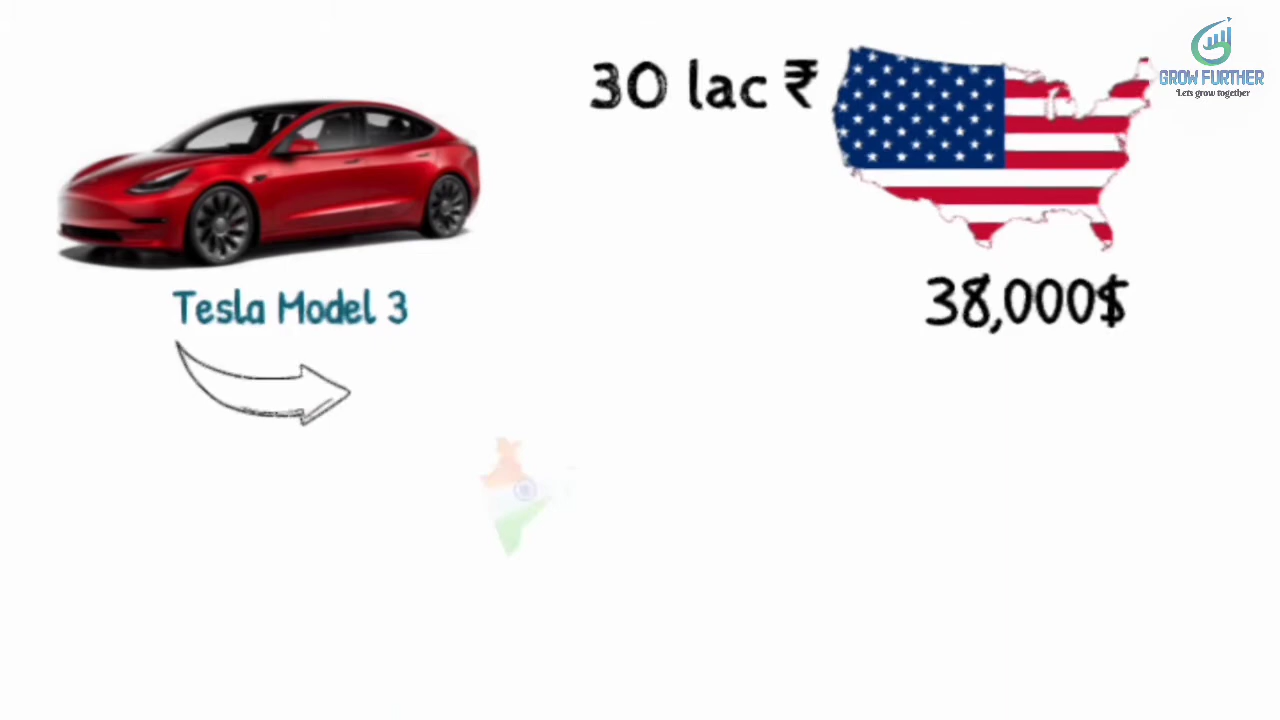 30 lac ₹
GROW FURTHER
"Lets grow together
Tesla Model 3
38,000$